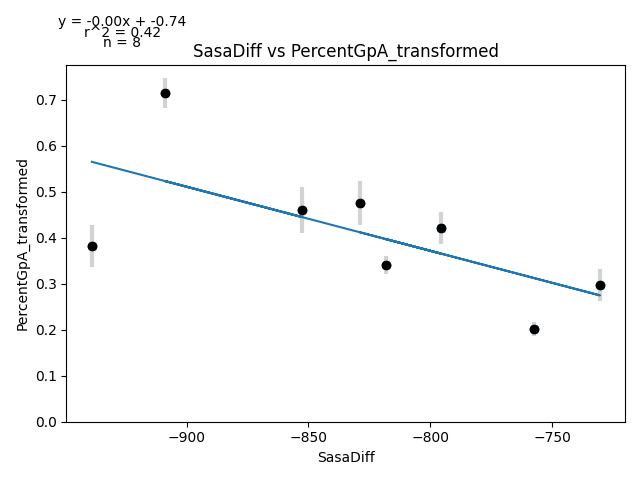 y = -0.00x + -0.74
r^2 = 0.42
n = 8
SasaDiff vs PercentGpA_transformed
PercentGpA_transformed
0.7
0.6
0.5
0.4
0.3
0.2
0.1
0.0
−900
−850
−800
−750
SasaDiff